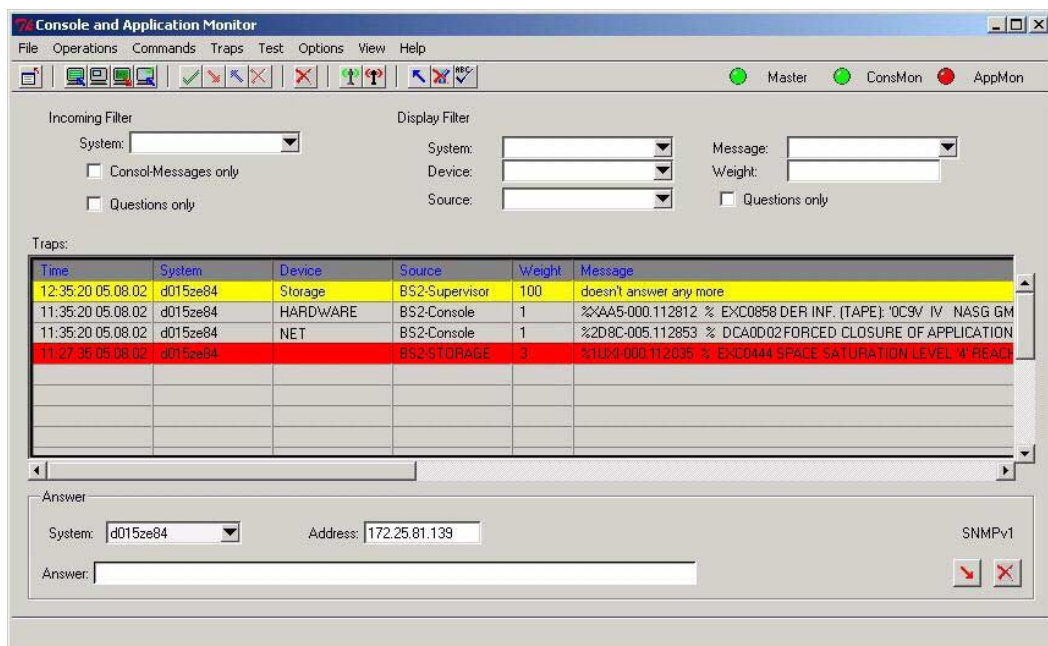 Console and Application Monitor
File Operations Commands Traps Test Options View Help
ABC
Master ConsMon AppMon
Incoming Filter Display Filter
System: System: Message:
Consol-Messages only Device: Weight:
Questions only Source: Questions only
Traps:
Time System Device Source Weight Message
12:35:20 05.08.02 d015ze84 Storage BS2-Supervisor 100 doesn't answer any more
11:35:20 05.08.02 d015ze84 HARDWARE BS2-Console 1 %XAA5-000.112812 % EXC0858 DER INF. (TAPE): '0C9V IV NASG GM
11:35:20 05.08.02 d015ze84 NET BS2-Console 1 %2D8C-005.112853 % DCA0D02 FORCED CLOSURE OF APPLICATION
11:27:35 05.08.02 d015ze84 BS2-STORAGE 3 %1UXI-000.112035 % EXC0444 SPACE SATURATION LEVEL '4' REACH
Answer
System: d015ze84 Address: 172.25.81.139 SNMPv1
Answer: